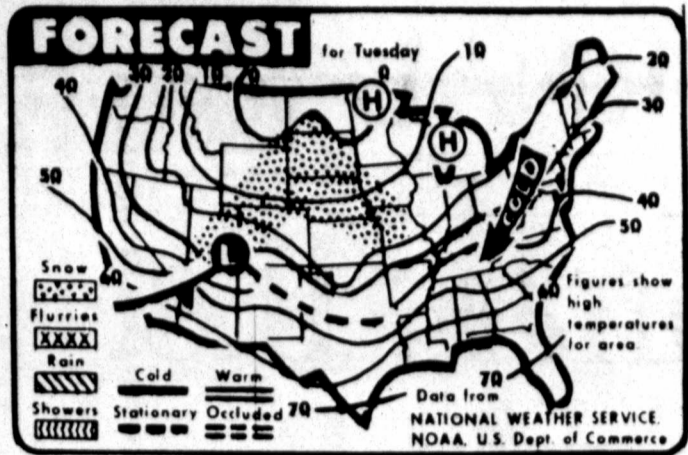 FORECAST
for Tuesday
40 30 20 10 0 0 10 20
30
50
40
50
60
60
70
70
H
H
L
COLD
Snow
Flurries
Rain
Showers
Cold Warm
Stationary Occluded
Figures show
high
temperatures
for area.
Data from
NATIONAL WEATHER SERVICE.
NOAA, U.S. Dept. of Commerce